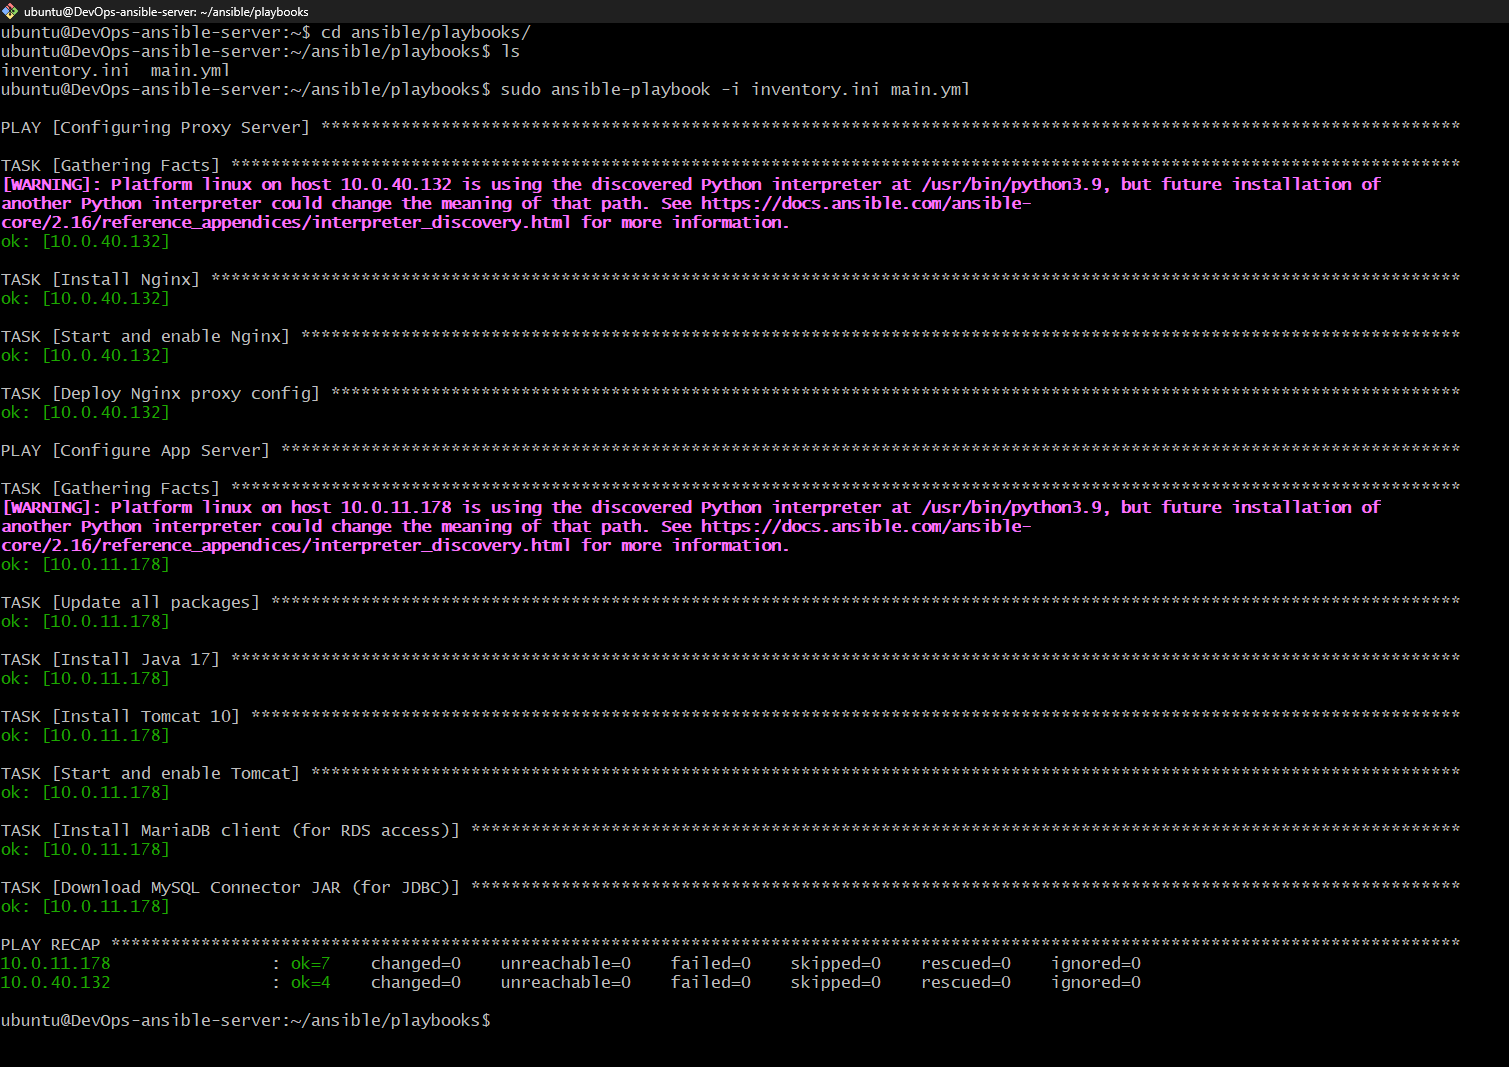 ubuntu@DevOps-ansible-server: ~/ansible/playbooks
ubuntu@DevOps-ansible-server:~$ cd ansible/playbooks/
ubuntu@DevOps-ansible-server:~/ansible/playbooks$ ls
inventory.ini  main.yml
ubuntu@DevOps-ansible-server:~/ansible/playbooks$ sudo ansible-playbook -i inventory.ini main.yml
PLAY [Configuring Proxy Server] ******************************************************************************************************************
TASK [Gathering Facts] ***************************************************************************************************************************
[WARNING]: Platform linux on host 10.0.40.132 is using the discovered Python interpreter at /usr/bin/python3.9, but future installation of
another Python interpreter could change the meaning of that path. See https://docs.ansible.com/ansible-
core/2.16/reference_appendices/interpreter_discovery.html for more information.
ok: [10.0.40.132]
TASK [Install Nginx] *****************************************************************************************************************************
ok: [10.0.40.132]
TASK [Start and enable Nginx] ********************************************************************************************************************
ok: [10.0.40.132]
TASK [Deploy Nginx proxy config] *****************************************************************************************************************
ok: [10.0.40.132]
PLAY [Configure App Server] **********************************************************************************************************************
TASK [Gathering Facts] ***************************************************************************************************************************
[WARNING]: Platform linux on host 10.0.11.178 is using the discovered Python interpreter at /usr/bin/python3.9, but future installation of
another Python interpreter could change the meaning of that path. See https://docs.ansible.com/ansible-
core/2.16/reference_appendices/interpreter_discovery.html for more information.
ok: [10.0.11.178]
TASK [Update all packages] ***********************************************************************************************************************
ok: [10.0.11.178]
TASK [Install Java 17] ***************************************************************************************************************************
ok: [10.0.11.178]
TASK [Install Tomcat 10] *************************************************************************************************************************
ok: [10.0.11.178]
TASK [Start and enable Tomcat] *******************************************************************************************************************
ok: [10.0.11.178]
TASK [Install MariaDB client (for RDS access)] ***************************************************************************************************
ok: [10.0.11.178]
TASK [Download MySQL Connector JAR (for JDBC)] ***************************************************************************************************
ok: [10.0.11.178]
PLAY RECAP ***************************************************************************************************************************************
10.0.11.178                : ok=7    changed=0    unreachable=0    failed=0    skipped=0    rescued=0    ignored=0
10.0.40.132                : ok=4    changed=0    unreachable=0    failed=0    skipped=0    rescued=0    ignored=0
ubuntu@DevOps-ansible-server:~/ansible/playbooks$